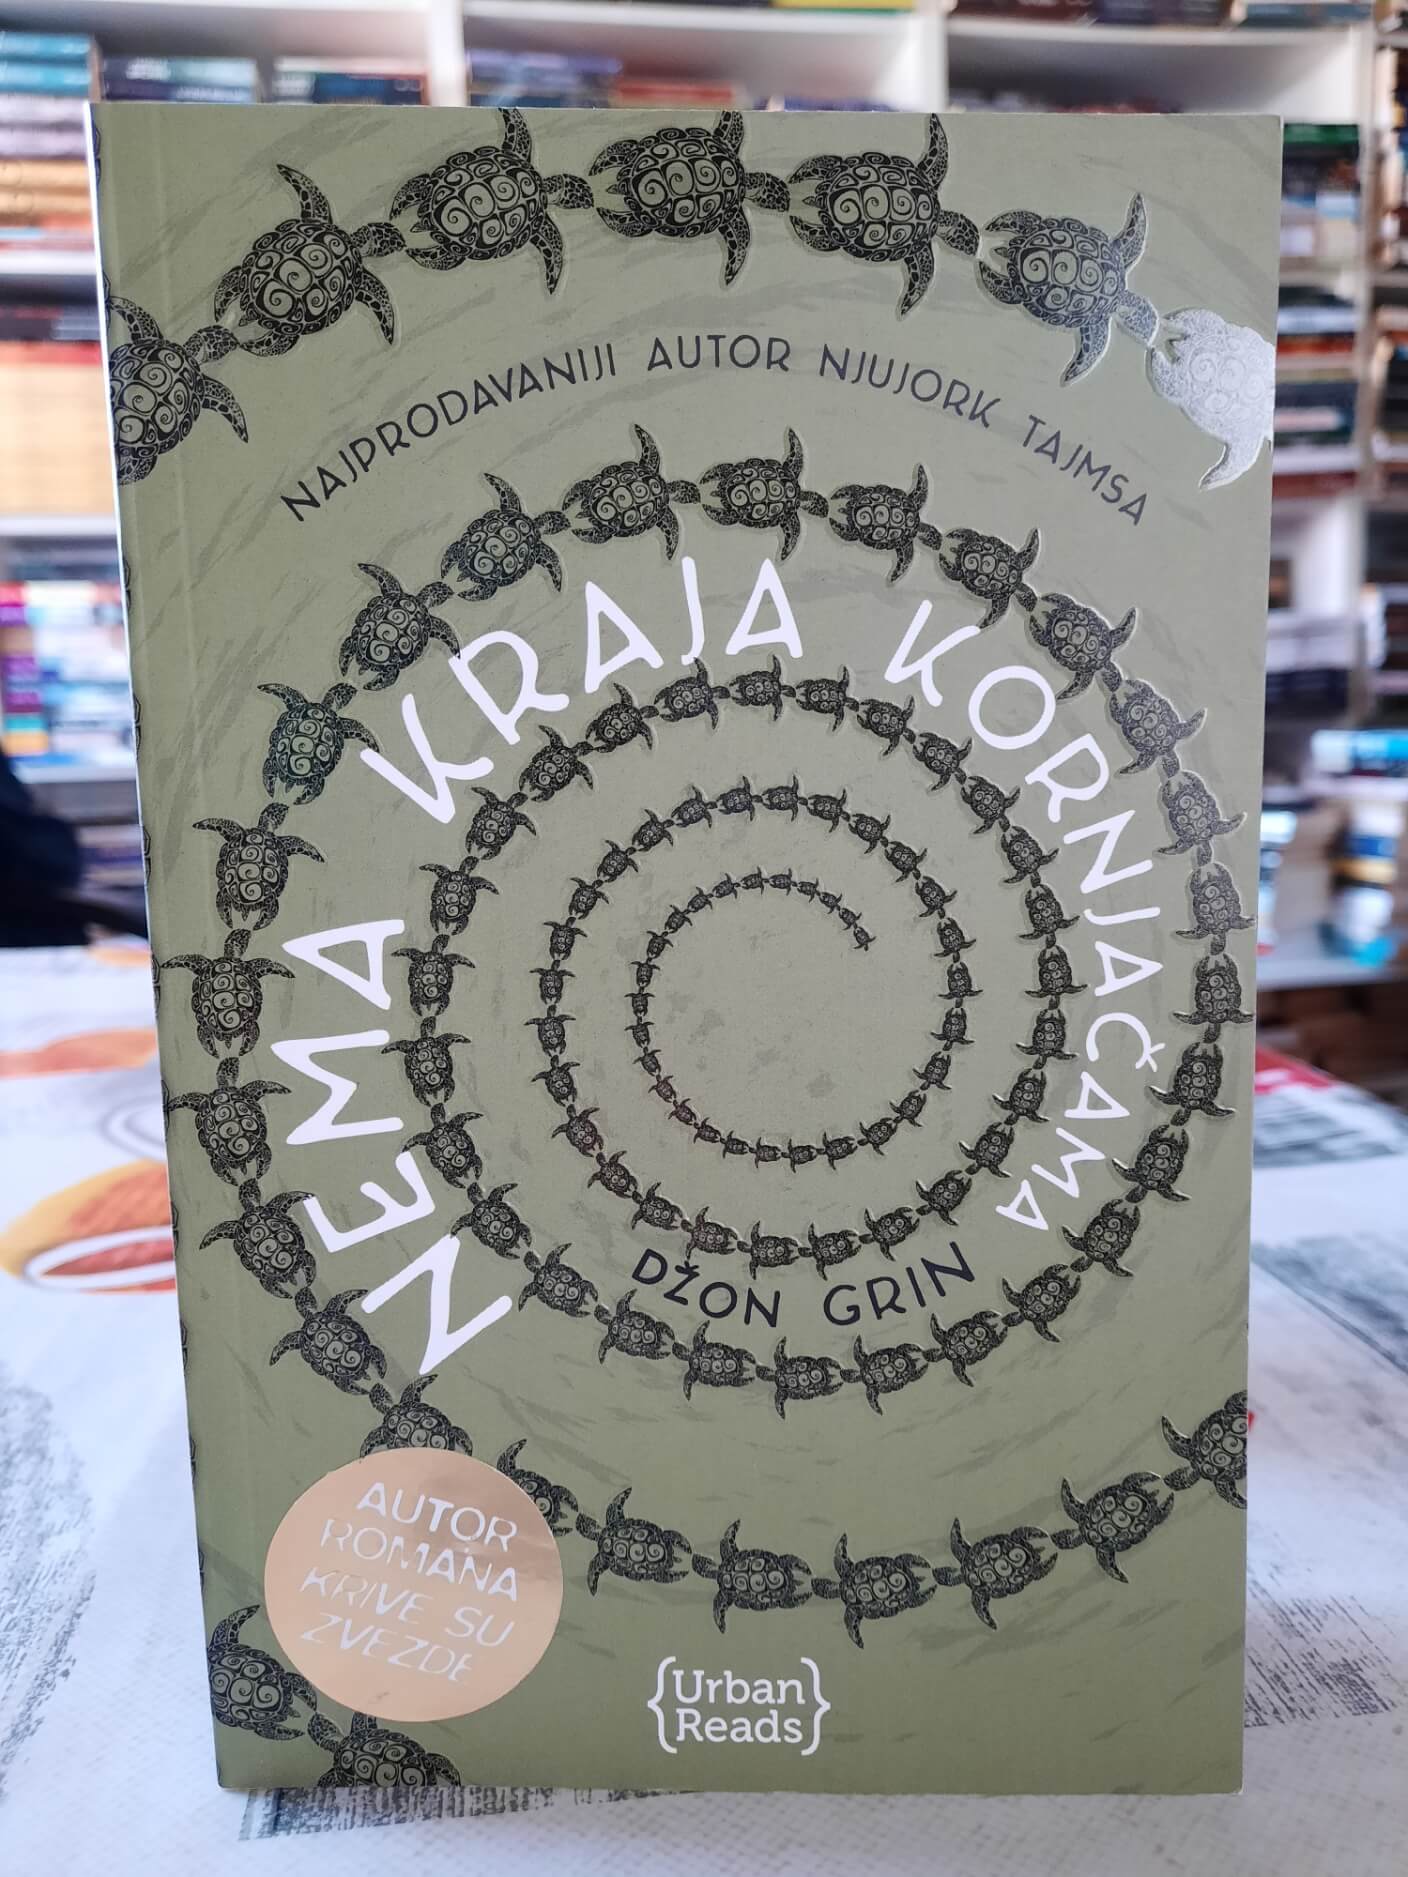 NAJPRODAVANIJI AUTOR NJUJORK TAJMSA
NEMA KRAJA KORNJAČAMA
DŽON GRIN
AUTOR
ROMANA
KRIVE SU
ZVEZDE
{Urban
Reads}